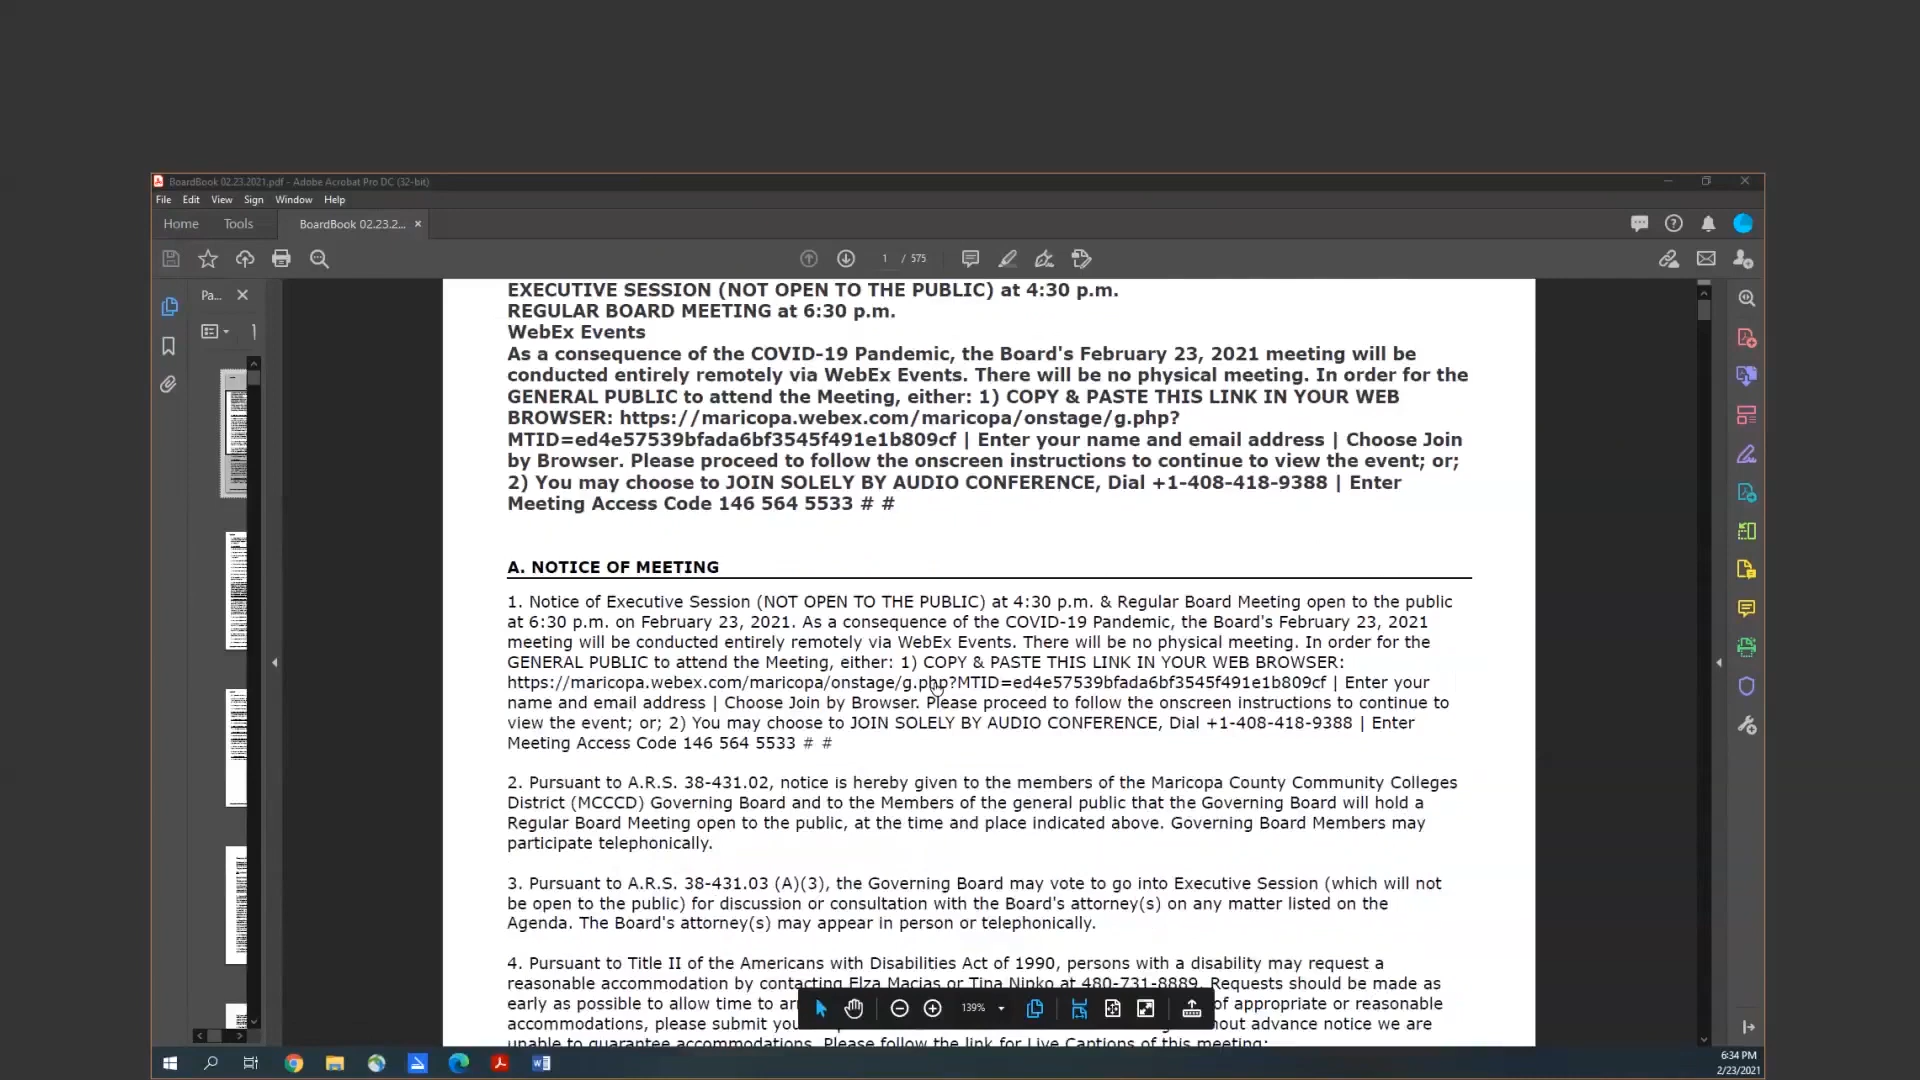 BoardBook 02.23.2021.pdf - Adobe Acrobat Pro DC (32-bit)
File Edit View Sign Window Help
Home Tools BoardBook 02.23.2... ×
1 / 575
Pa...
EXECUTIVE SESSION (NOT OPEN TO THE PUBLIC) at 4:30 p.m.
REGULAR BOARD MEETING at 6:30 p.m.
WebEx Events
As a consequence of the COVID-19 Pandemic, the Board's February 23, 2021 meeting will be
conducted entirely remotely via WebEx Events. There will be no physical meeting. In order for the
GENERAL PUBLIC to attend the Meeting, either: 1) COPY & PASTE THIS LINK IN YOUR WEB
BROWSER: https://maricopa.webex.com/maricopa/onstage/g.php?
MTID=ed4e57539bfada6bf3545f491e1b809cf | Enter your name and email address | Choose Join
by Browser. Please proceed to follow the onscreen instructions to continue to view the event; or;
2) You may choose to JOIN SOLELY BY AUDIO CONFERENCE, Dial +1-408-418-9388 | Enter
Meeting Access Code 146 564 5533 # #
A. NOTICE OF MEETING
1. Notice of Executive Session (NOT OPEN TO THE PUBLIC) at 4:30 p.m. & Regular Board Meeting open to the public
at 6:30 p.m. on February 23, 2021. As a consequence of the COVID-19 Pandemic, the Board's February 23, 2021
meeting will be conducted entirely remotely via WebEx Events. There will be no physical meeting. In order for the
GENERAL PUBLIC to attend the Meeting, either: 1) COPY & PASTE THIS LINK IN YOUR WEB BROWSER:
https://maricopa.webex.com/maricopa/onstage/g.php?MTID=ed4e57539bfada6bf3545f491e1b809cf | Enter your
name and email address | Choose Join by Browser. Please proceed to follow the onscreen instructions to continue to
view the event; or; 2) You may choose to JOIN SOLELY BY AUDIO CONFERENCE, Dial +1-408-418-9388 | Enter
Meeting Access Code 146 564 5533 # #
2. Pursuant to A.R.S. 38-431.02, notice is hereby given to the members of the Maricopa County Community Colleges
District (MCCCD) Governing Board and to the Members of the general public that the Governing Board will hold a
Regular Board Meeting open to the public, at the time and place indicated above. Governing Board Members may
participate telephonically.
3. Pursuant to A.R.S. 38-431.03 (A)(3), the Governing Board may vote to go into Executive Session (which will not
be open to the public) for discussion or consultation with the Board's attorney(s) on any matter listed on the
Agenda. The Board's attorney(s) may appear in person or telephonically.
4. Pursuant to Title II of the Americans with Disabilities Act of 1990, persons with a disability may request a
reasonable accommodation by contacting Elza Macias or Tina Nipko at 480-731-8889. Requests should be made as
early as possible to allow time to of appropriate or reasonable
accommodations, please submit advance notice we are
unable to guarantee accommodations. Please follow the link for Live Captions of this meeting:
139%
6:34 PM
2/23/2021